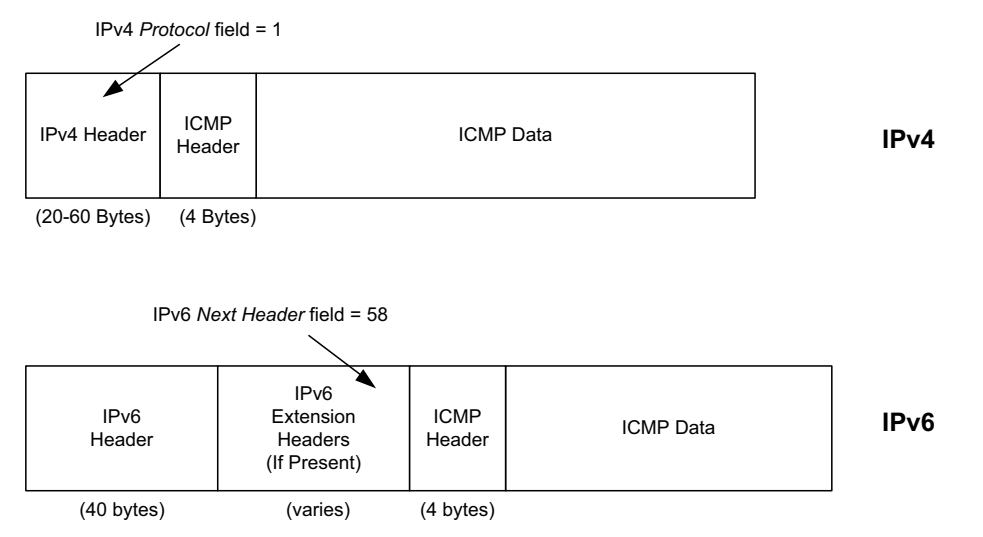 IPv4 Protocol field = 1
IPv4 Header
ICMP
Header
ICMP Data
IPv4
(20-60 Bytes)
(4 Bytes)
IPv6 Next Header field = 58
IPv6
Header
IPv6
Extension
Headers
(If Present)
ICMP
Header
ICMP Data
IPv6
(40 bytes)
(varies)
(4 bytes)